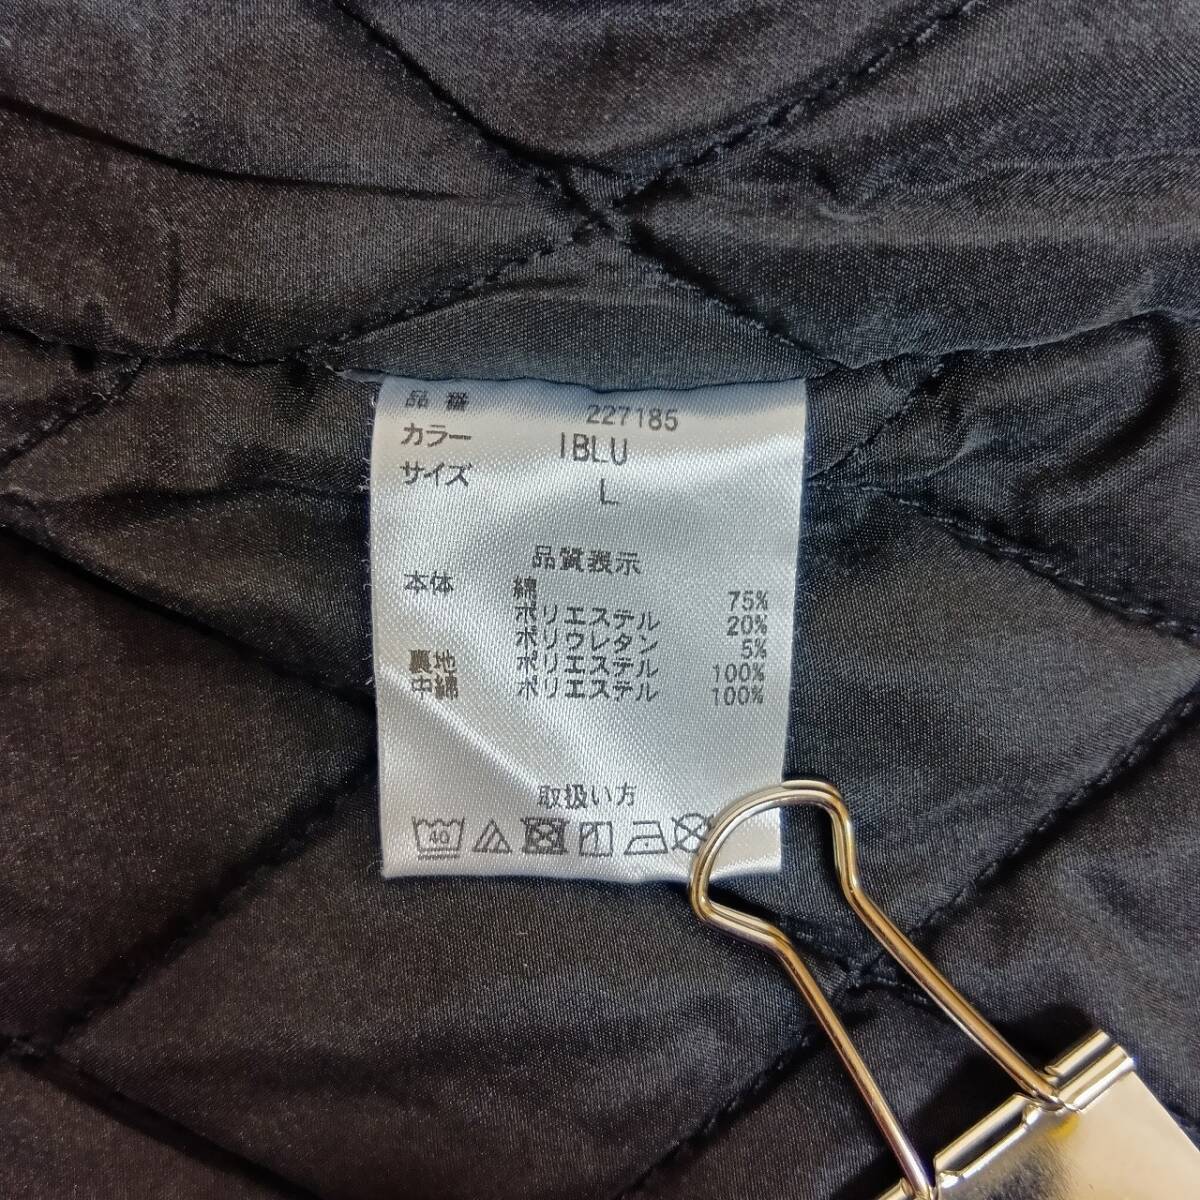 品番 227185
カラー IBLU
サイズ L
品質表示
本体 綿 75%
ポリエステル 20%
ポリウレタン 5%
裏地 ポリエステル 100%
中綿 ポリエステル 100%
取扱い方
40